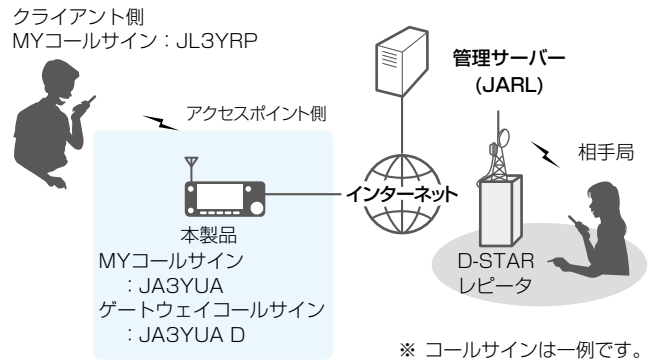 クライアント側
MYコールサイン：JL3YRP
アクセスポイント側
管理サーバー
(JARL)
相手局
インターネット
本製品
MYコールサイン
：JA3YUA
ゲートウェイコールサイン
：JA3YUA D
D-STAR
レピータ
※ コールサインは一例です。